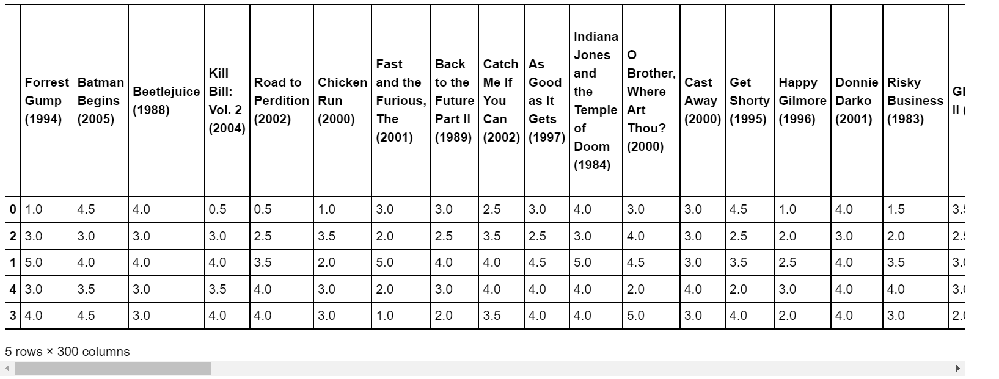 Forrest Gump (1994) Batman Begins (2005) Beetlejuice (1988) Kill Bill: Vol. 2 (2004) Road to Perdition (2002) Chicken Run (2000) Fast and the Furious, The (2001) Back to the Future Part II (1989) Catch Me If You Can (2002) As Good as It Gets (1997) Indiana Jones and the Temple of Doom (1984) O Brother, Where Art Thou? (2000) Cast Away (2000) Get Shorty (1995) Happy Gilmore (1996) Donnie Darko (2001) Risky Business (1983) II (
0 1.0 4.5 4.0 0.5 0.5 1.0 3.0 3.0 2.5 3.0 4.0 3.0 3.0 4.5 1.0 4.0 1.5 3.5
2 3.0 3.0 3.0 3.0 2.5 3.5 2.0 2.5 3.5 2.5 3.0 4.0 3.0 2.5 2.0 3.0 2.0 2.5
1 5.0 4.0 4.0 4.0 3.5 2.0 5.0 4.0 4.0 4.5 5.0 4.5 3.0 3.5 2.5 4.0 3.5 3.0
4 3.0 3.5 3.0 3.5 4.0 3.0 2.0 3.0 4.0 4.0 4.0 2.0 4.0 2.0 3.0 4.0 4.0 3.0
3 4.0 4.5 3.0 4.0 4.0 3.0 1.0 2.0 3.5 4.0 4.0 5.0 3.0 4.0 2.0 4.0 3.0 2.0
5 rows × 300 columns